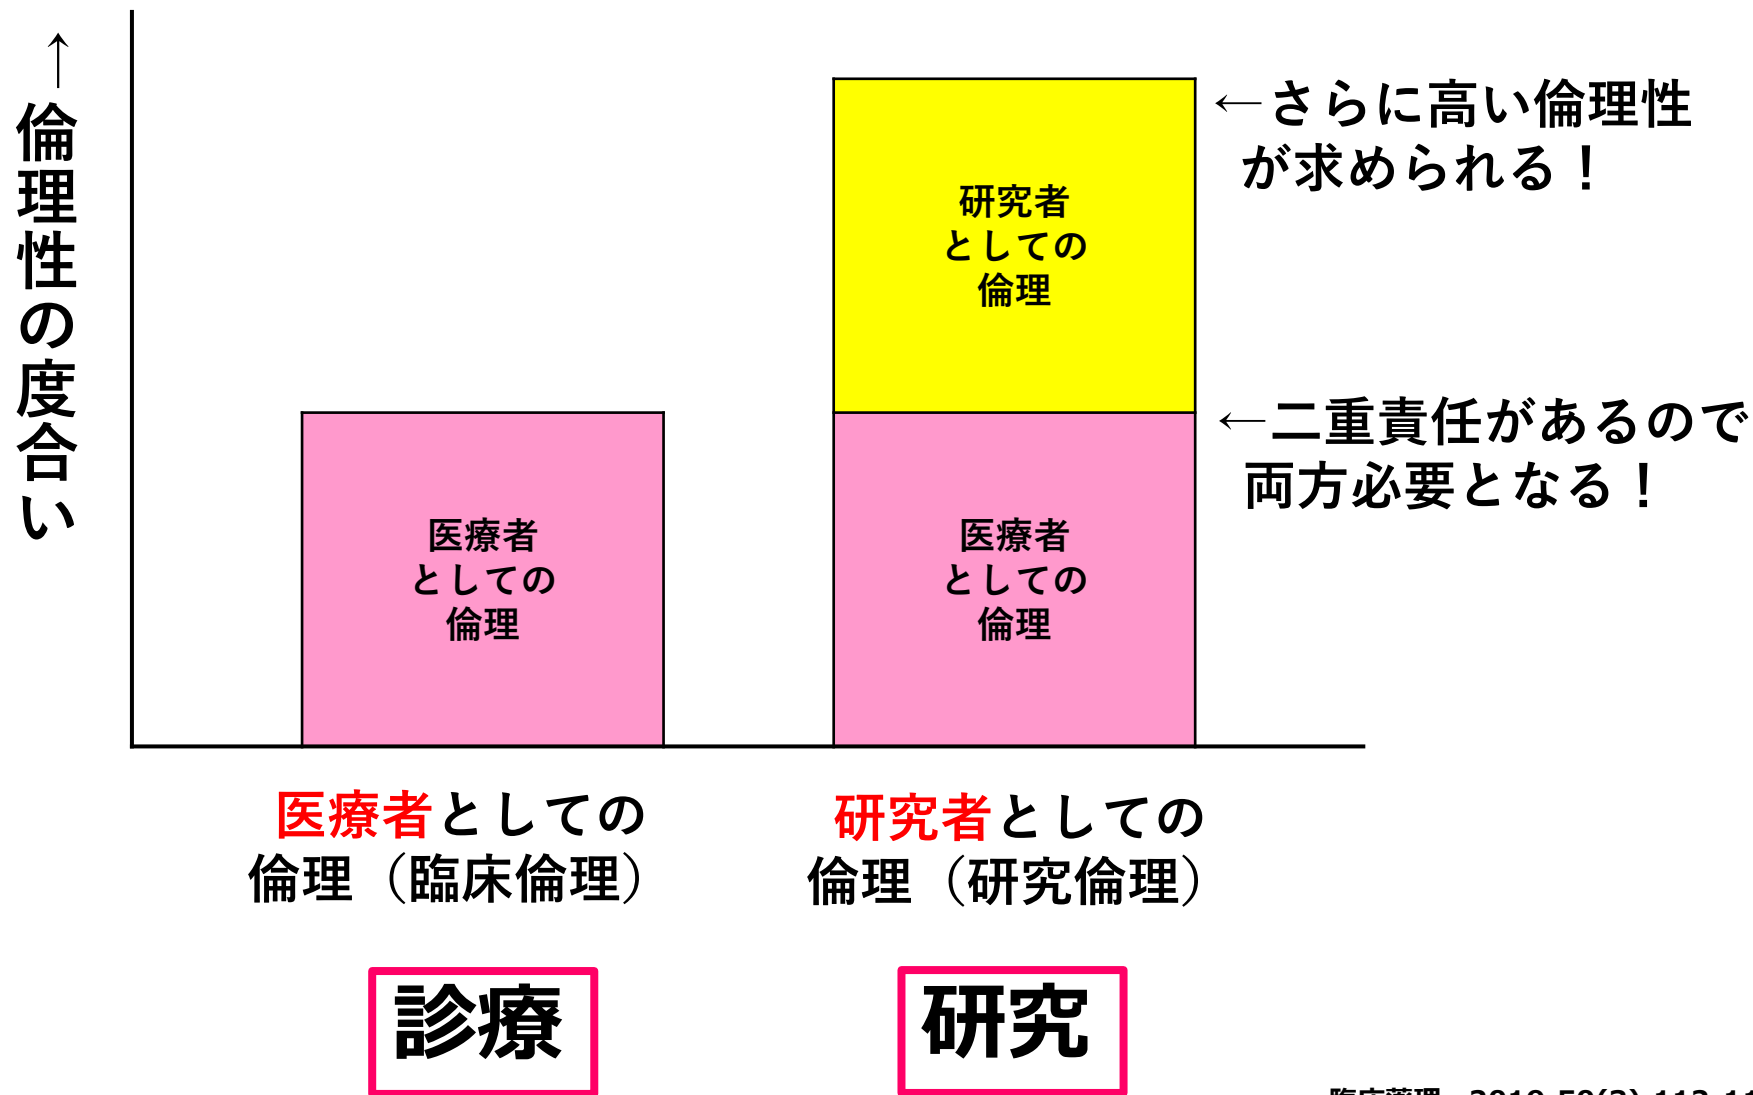 ↑倫理性の度合い
研究者
としての
倫理
←さらに高い倫理性
が求められる！
←二重責任があるので
両方必要となる！
医療者
としての
倫理
医療者
としての
倫理
医療者としての
倫理（臨床倫理）
研究者としての
倫理（研究倫理）
診療
研究